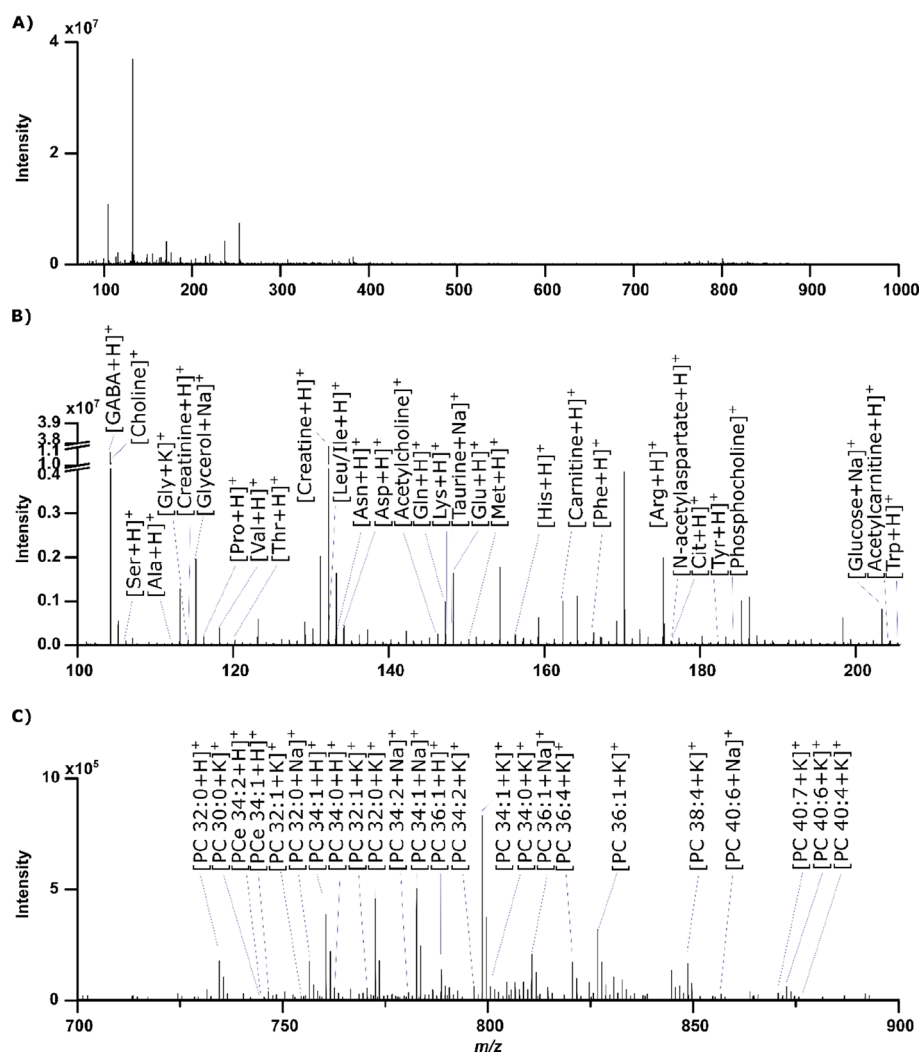 A)
x10⁷
4
2
0
Intensity
100 200 300 400 500 600 700 800 900 1000
B)
x10⁷
3.9
3.8
1.1
1.0
0.4
0.3
0.2
0.1
0.0
Intensity
[GABA+H]⁺
[Choline]⁺
[Ser+H]⁺
[Ala+H]⁺
[Gly+K]⁺
[Creatinine+H]⁺
[Glycerol+Na]⁺
[Pro+H]⁺
[Val+H]⁺
[Thr+H]⁺
[Creatine+H]⁺
[Leu/Ile+H]⁺
[Asn+H]⁺
[Asp+H]⁺
[Acetylcholine]⁺
[Gln+H]⁺
[Lys+H]⁺
[Taurine+Na]⁺
[Glu+H]⁺
[Met+H]⁺
[His+H]⁺
[Carnitine+H]⁺
[Phe+H]⁺
[Arg+H]⁺
[N-acetylaspartate+H]⁺
[Cit+H]⁺
[Tyr+H]⁺
[Phosphocholine]⁺
[Glucose+Na]⁺
[Acetylcarnitine+H]⁺
[Trp+H]⁺
100 120 140 160 180 200
C)
x10⁵
10
5
0
Intensity
[PC 32:0+H]⁺
[PC 30:0+K]⁺
[PCe 34:2+H]⁺
[PCe 34:1+H]⁺
[PC 32:1+K]⁺
[PC 32:0+Na]⁺
[PC 34:1+H]⁺
[PC 34:0+H]⁺
[PC 32:1+K]⁺
[PC 32:0+K]⁺
[PC 34:2+Na]⁺
[PC 34:1+Na]⁺
[PC 36:1+H]⁺
[PC 34:2+K]⁺
[PC 34:1+K]⁺
[PC 34:0+K]⁺
[PC 36:1+Na]⁺
[PC 36:4+K]⁺
[PC 36:1+K]⁺
[PC 38:4+K]⁺
[PC 40:6+Na]⁺
[PC 40:7+K]⁺
[PC 40:6+K]⁺
[PC 40:4+K]⁺
700 750 800 850 900
m/z